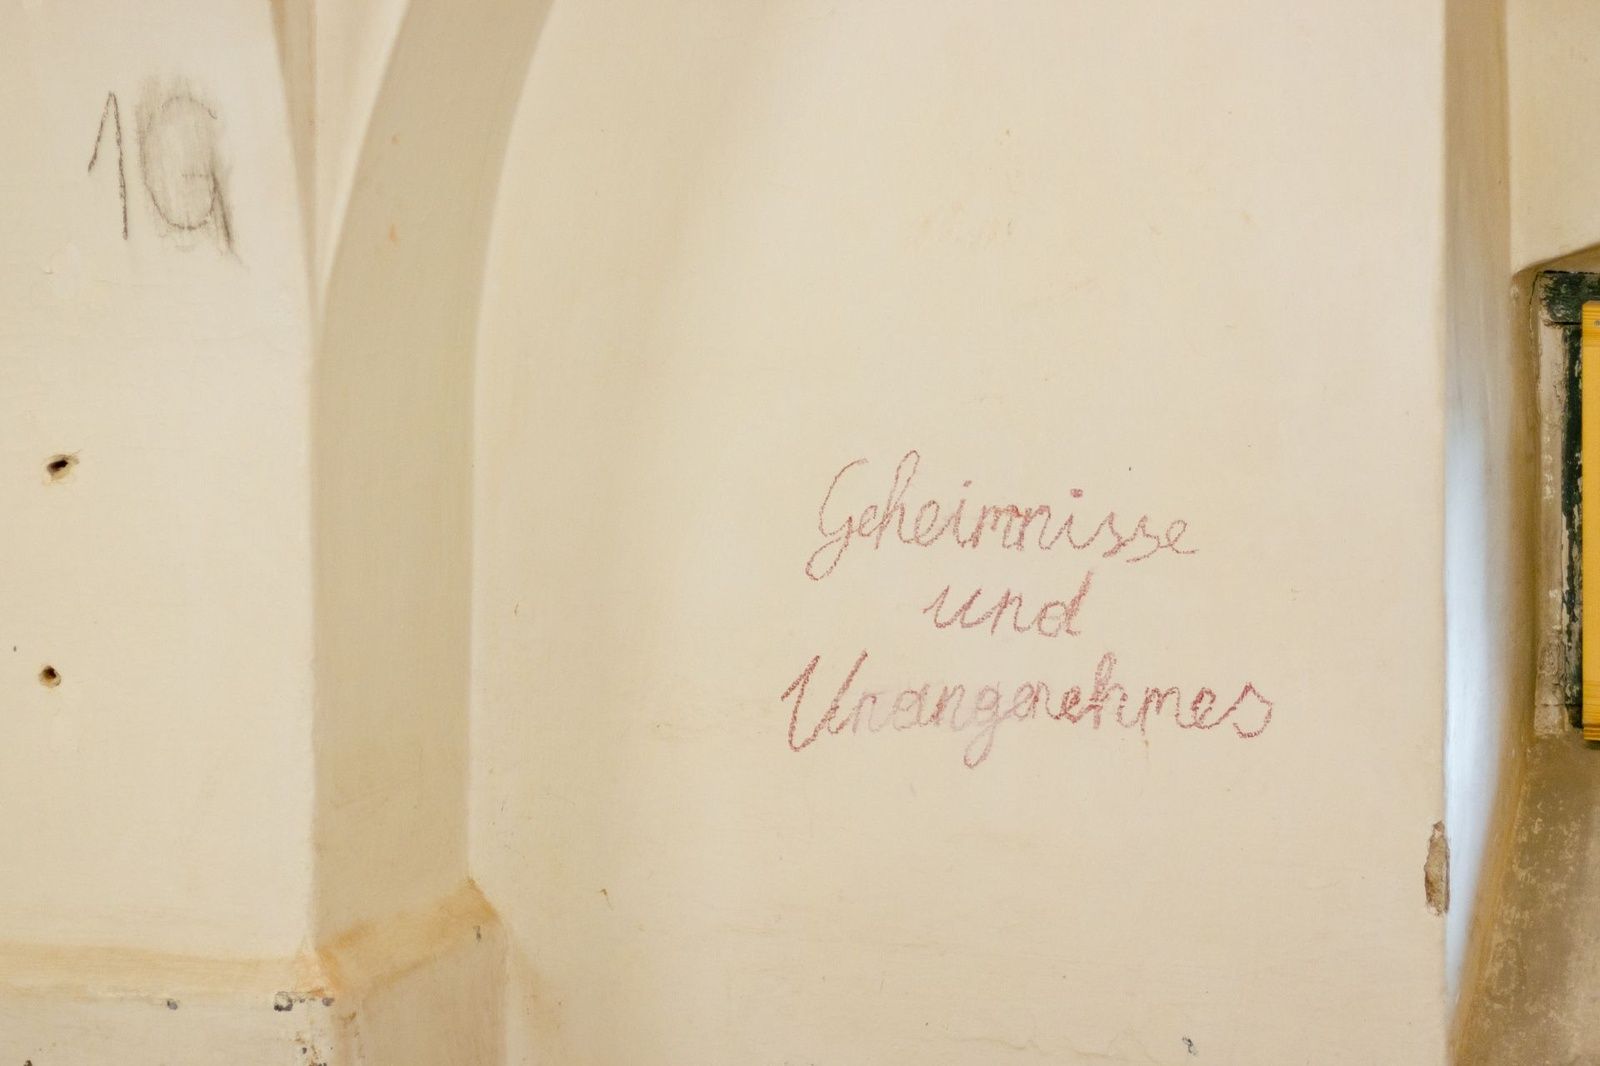 1G
Geheimnisse
und
Unangenehmes